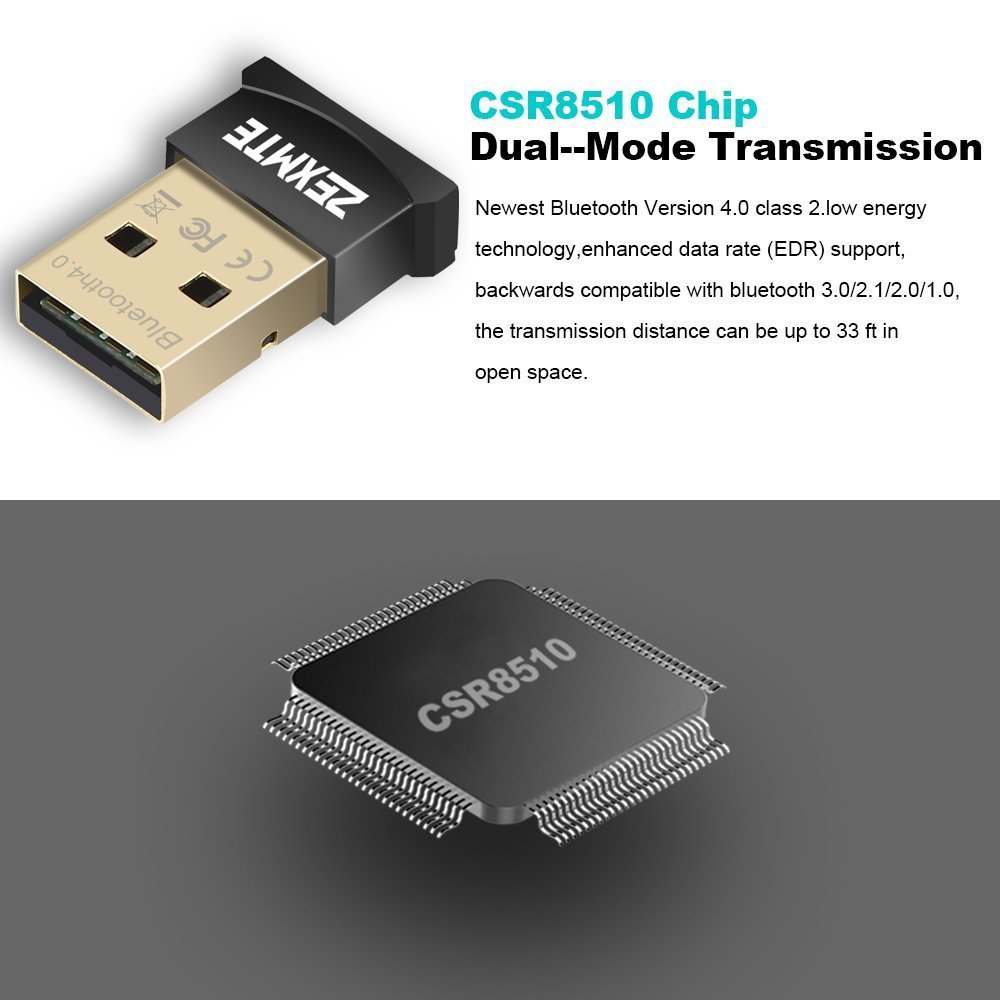 CSR8510 Chip
Dual--Mode Transmission
Newest Bluetooth Version 4.0 class 2.low energy
technology,enhanced data rate (EDR) support,
backwards compatible with bluetooth 3.0/2.1/2.0/1.0,
the transmission distance can be up to 33 ft in
open space.
ZEXMTE
FC CE
Bluetooth4.0
CSR8510